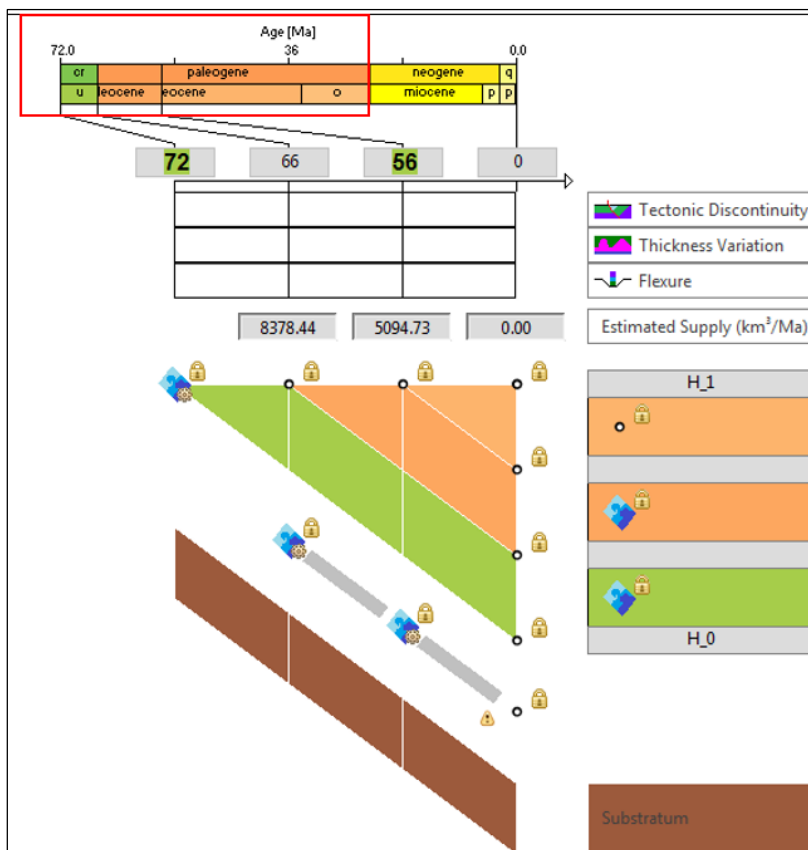 Age [Ma]
72.0 36 0.0
cr paleogene neogene q
u leocene eocene o miocene p p
72 66 56 0
Tectonic Discontinuity
Thickness Variation
Flexure
8378.44 5094.73 0.00 Estimated Supply (km³/Ma)
H_1
H_0
Substratum